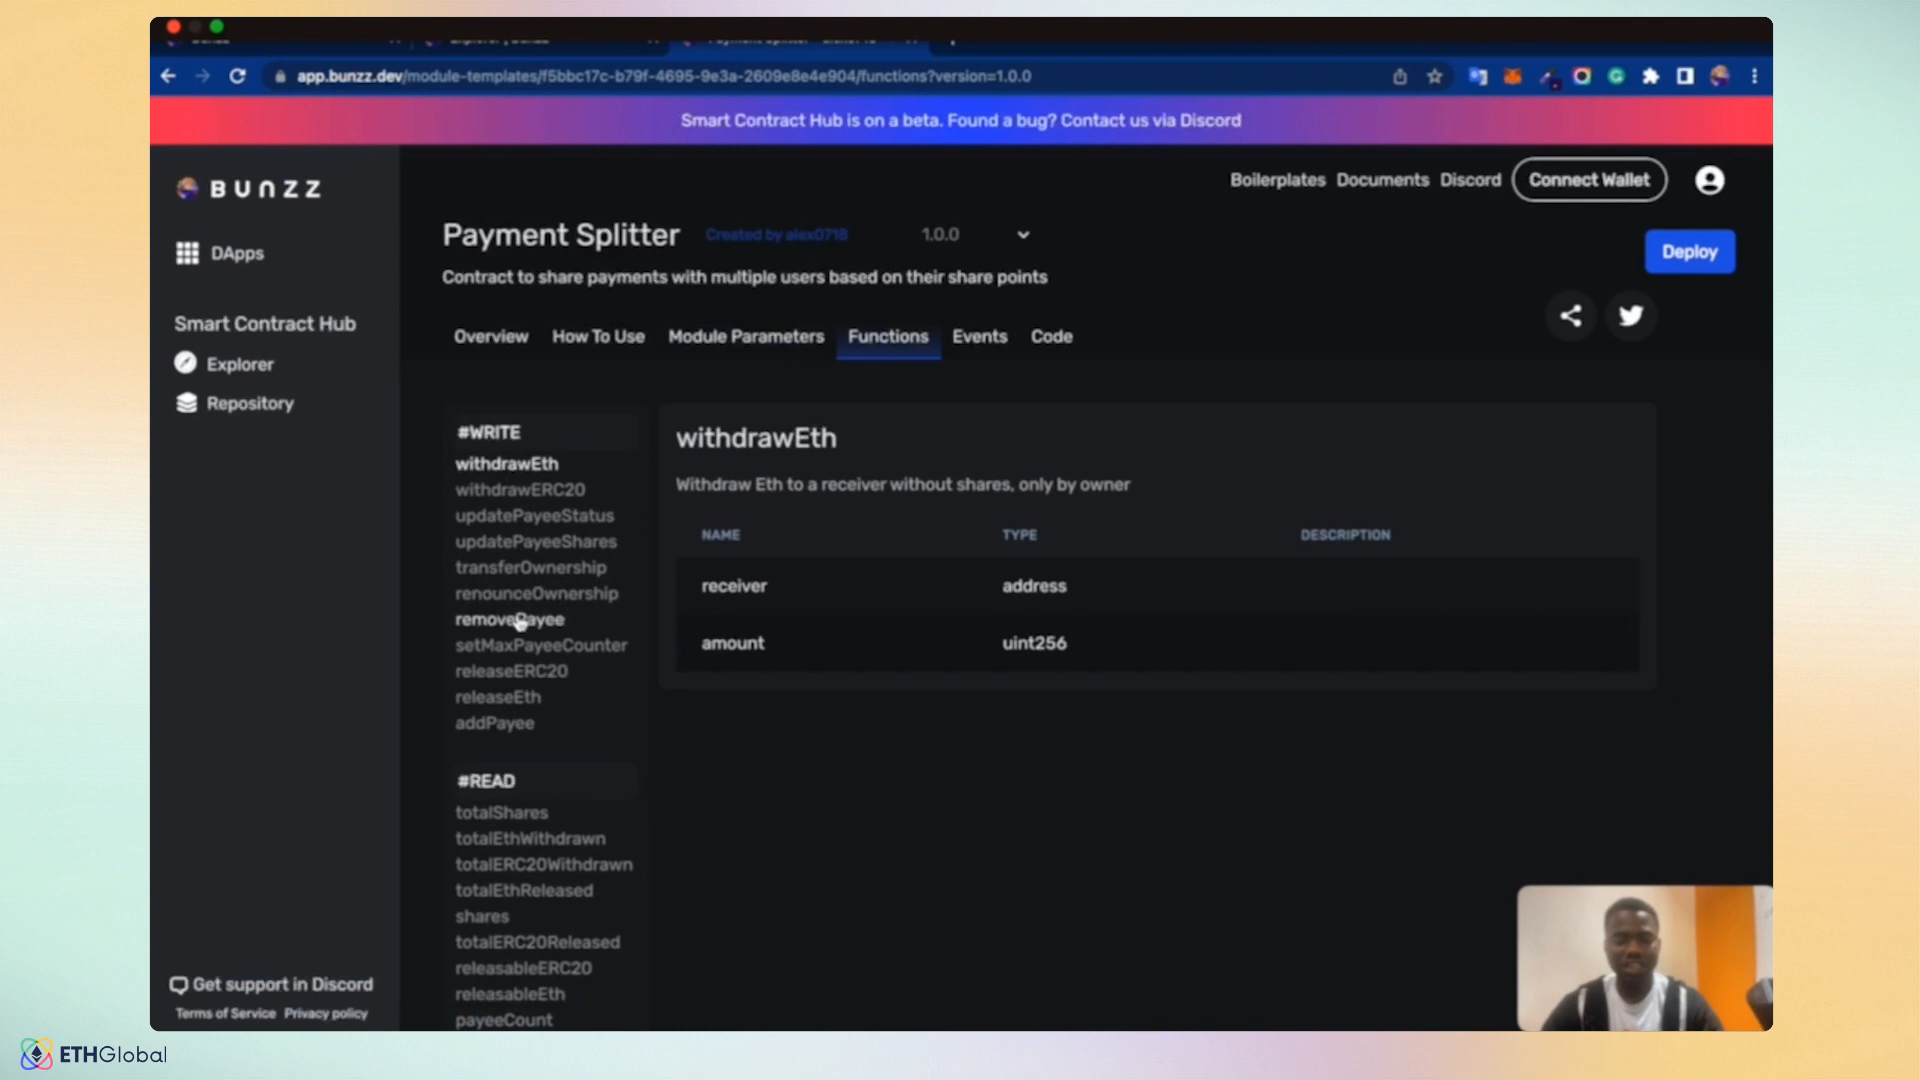 app.bunzz.dev/module-templates/f5bbc17c-b79f-4695-9e3a-2609e8e4e904/functions?version=1.0.0
Smart Contract Hub is on a beta. Found a bug? Contact us via Discord
BUNZZ
Boilerplates Documents Discord Connect Wallet
DApps
Payment Splitter Created by alex0718 1.0.0
Deploy
Contract to share payments with multiple users based on their share points
Smart Contract Hub
Explorer
Repository
Overview How To Use Module Parameters Functions Events Code
#WRITE
withdrawEth
withdrawERC20
updatePayeeStatus
updatePayeeShares
transferOwnership
renounceOwnership
removePayee
setMaxPayeeCounter
releaseERC20
releaseEth
addPayee
#READ
totalShares
totalEthWithdrawn
totalERC20Withdrawn
totalEthReleased
shares
totalERC20Released
releasableERC20
releasableEth
payeeCount
withdrawEth
Withdraw Eth to a receiver without shares, only by owner
NAME TYPE DESCRIPTION
receiver address
amount uint256
Get support in Discord
Terms of Service Privacy policy
ETHGlobal